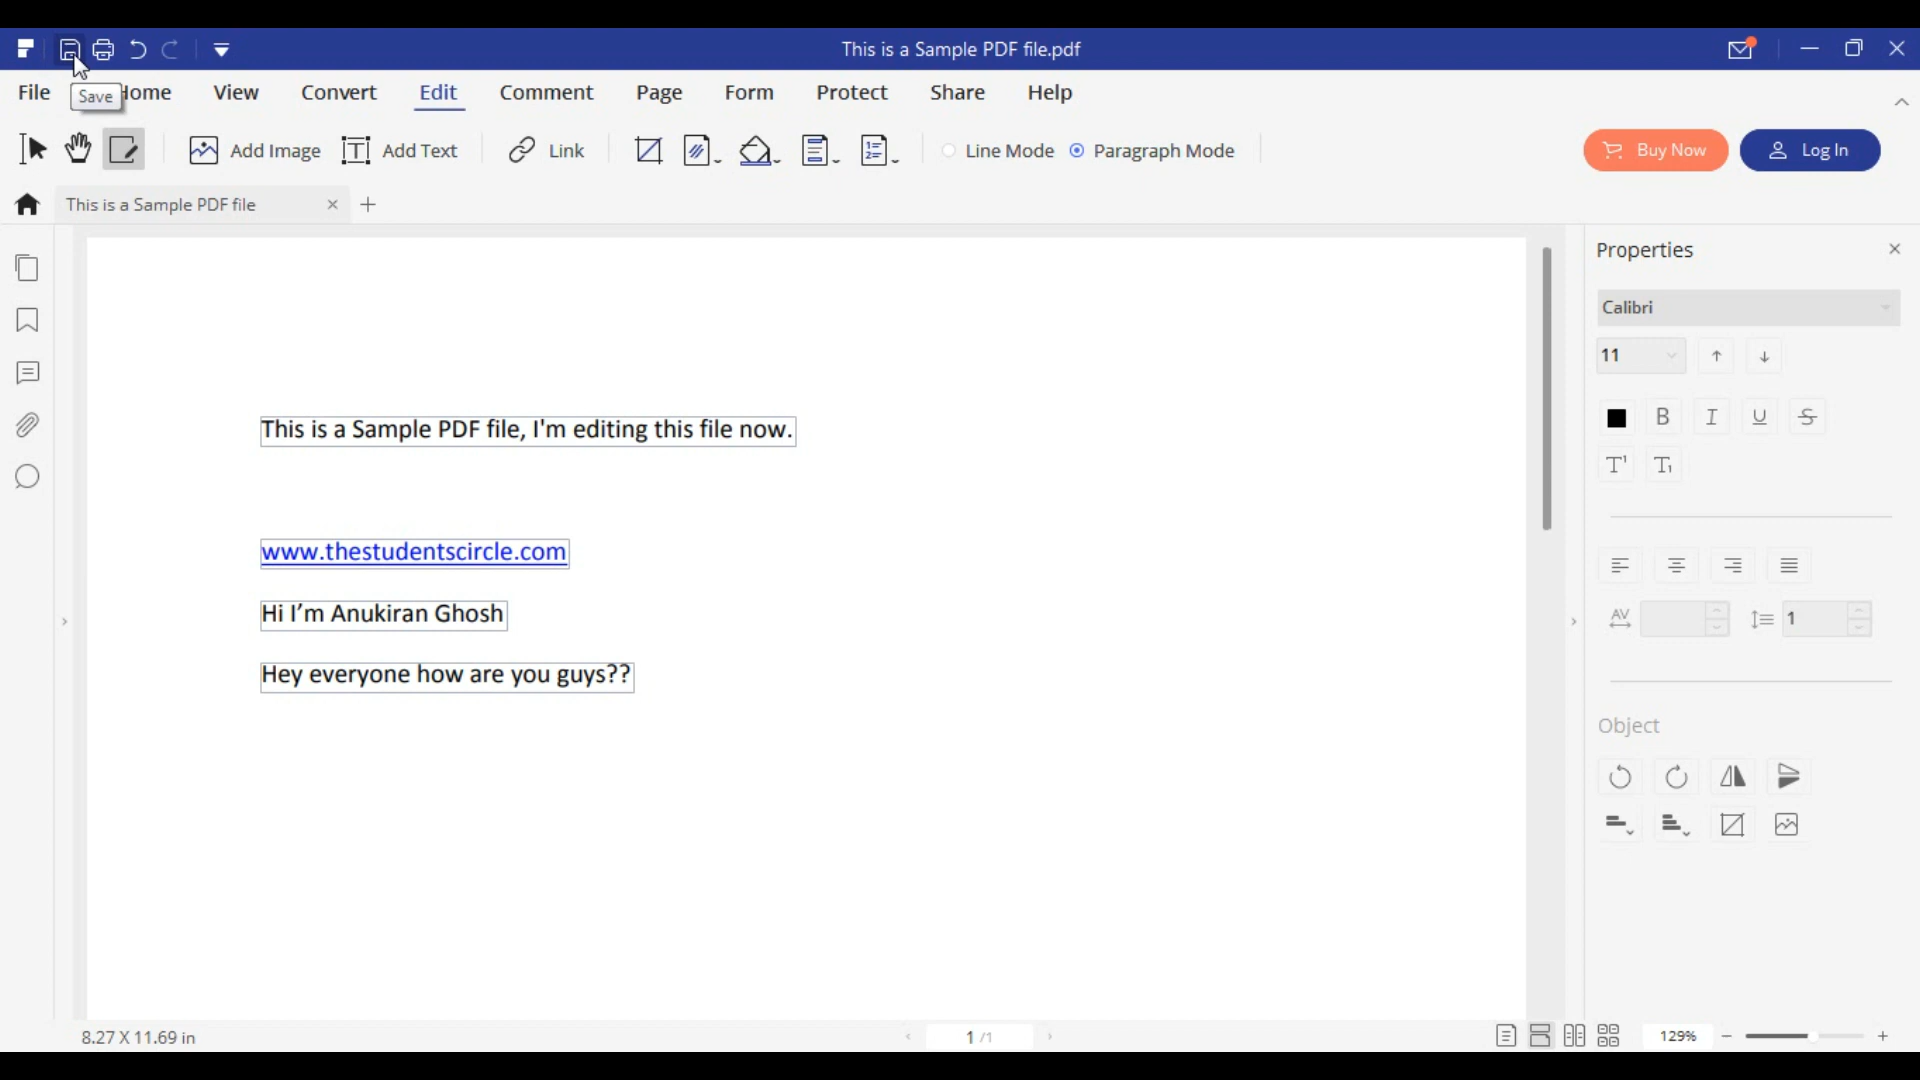 This is a Sample PDF file.pdf
File Home View Convert Edit Comment Page Form Protect Share Help
Save
Add Image Add Text Link Line Mode Paragraph Mode Buy Now Log In
This is a Sample PDF file
Properties
Calibri
11
This is a Sample PDF file, I'm editing this file now.
www.thestudentscircle.com
Hi I’m Anukiran Ghosh
1
Hey everyone how are you guys??
Object
8.27 X 11.69 in 1 /1 129%